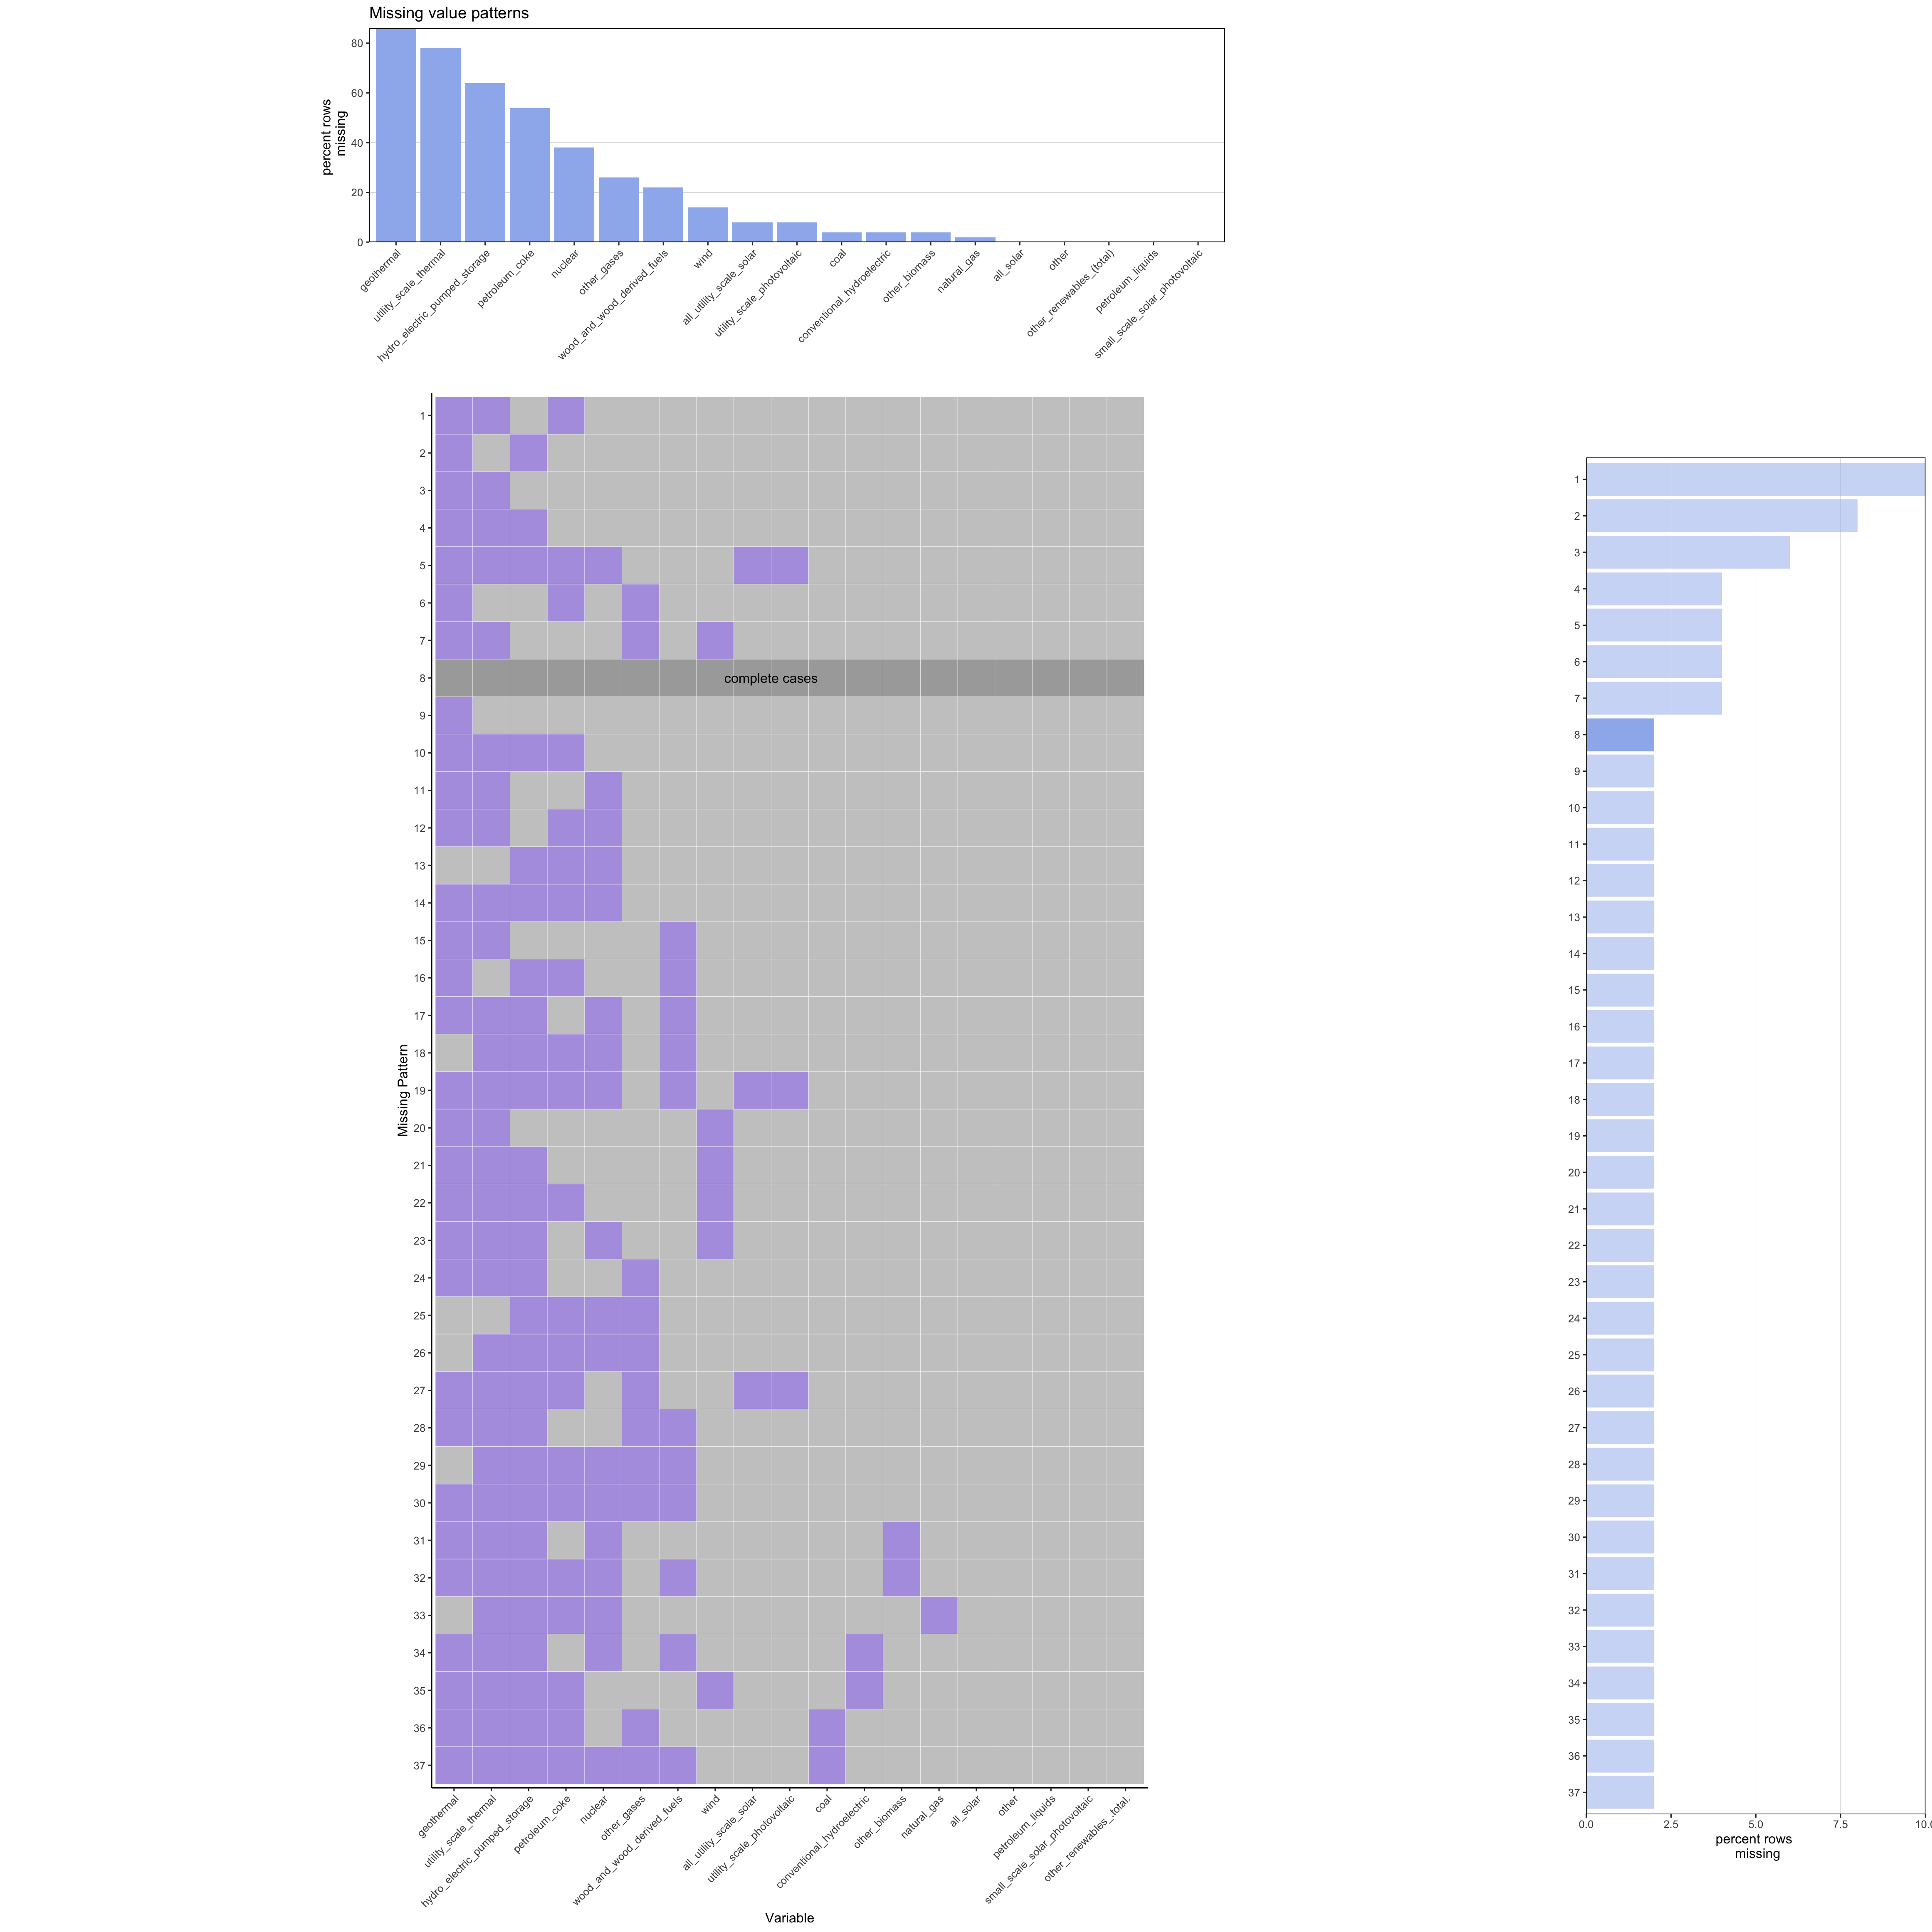 Missing value patterns
percent rows
missing
80
60
40
20
0
geothermal
utility_scale_thermal
hydro_electric_pumped_storage
petroleum_coke
nuclear
other_gases
wood_and_wood_derived_fuels
wind
all_utility_scale_solar
utility_scale_photovoltaic
coal
conventional_hydroelectric
other_biomass
natural_gas
all_solar
other
other_renewables_(total)
petroleum_liquids
small_scale_solar_photovoltaic
Missing Pattern
1
2
3
4
5
6
7
8
complete cases
9
10
11
12
13
14
15
16
17
18
19
20
21
22
23
24
25
26
27
28
29
30
31
32
33
34
35
36
37
geothermal
utility_scale_thermal
hydro_electric_pumped_storage
petroleum_coke
nuclear
other_gases
wood_and_wood_derived_fuels
wind
all_utility_scale_solar
utility_scale_photovoltaic
coal
conventional_hydroelectric
other_biomass
natural_gas
all_solar
other
petroleum_liquids
small_scale_solar_photovoltaic
other_renewables_.total.
Variable
1
2
3
4
5
6
7
8
9
10
11
12
13
14
15
16
17
18
19
20
21
22
23
24
25
26
27
28
29
30
31
32
33
34
35
36
37
0.0 2.5 5.0 7.5 10.0
percent rows
missing